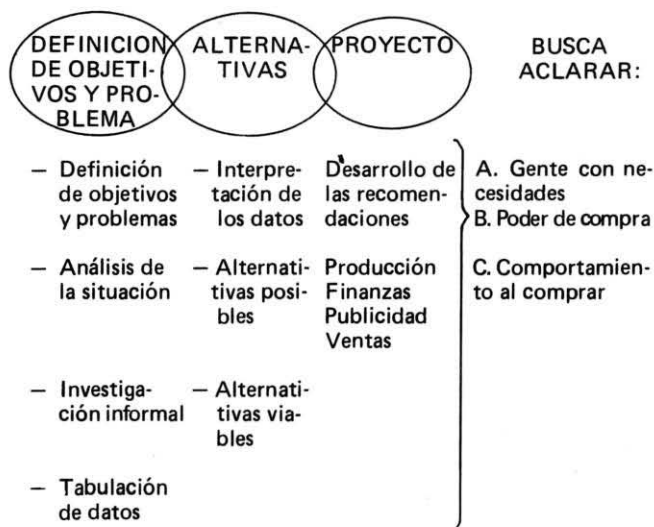 DEFINICION
DE OBJETI-
VOS Y PRO-
BLEMA
ALTERNA-
TIVAS
PROYECTO
BUSCA
ACLARAR:
— Definición
de objetivos
y problemas
— Análisis de
la situación
— Investiga-
ción informal
— Tabulación
de datos
— Interpre-
tación de
los datos
— Alternati-
tivas posi-
bles
— Alternati-
tivas via-
bles
Desarrollo de
las recomen-
daciones
Producción
Finanzas
Publicidad
Ventas
A. Gente con ne-
cesidades
B. Poder de compra
C. Comportamien-
to al comprar